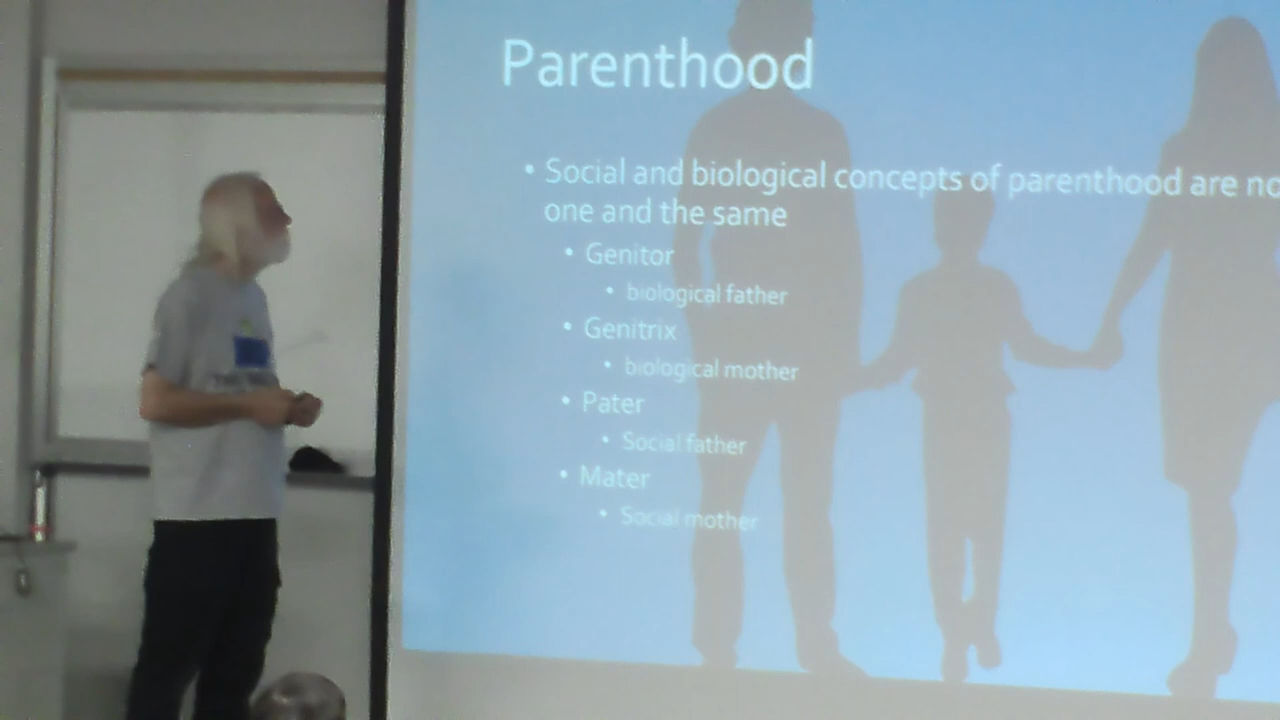 Parenthood
• Social and biological concepts of parenthood are no
one and the same
• Genitor
• biological father
• Genitrix
• biological mother
• Pater
• Social father
• Mater
• Social mother